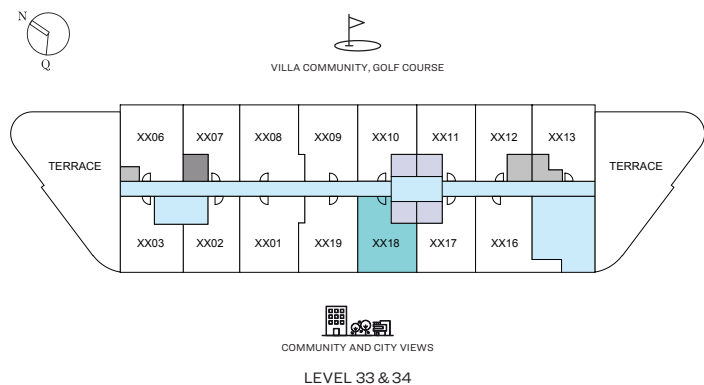 N
Q
VILLA COMMUNITY, GOLF COURSE
XX06 XX07 XX08 XX09 XX10 XX11 XX12 XX13
TERRACE TERRACE
XX03 XX02 XX01 XX19 XX18 XX17 XX16
COMMUNITY AND CITY VIEWS
LEVEL 33 & 34